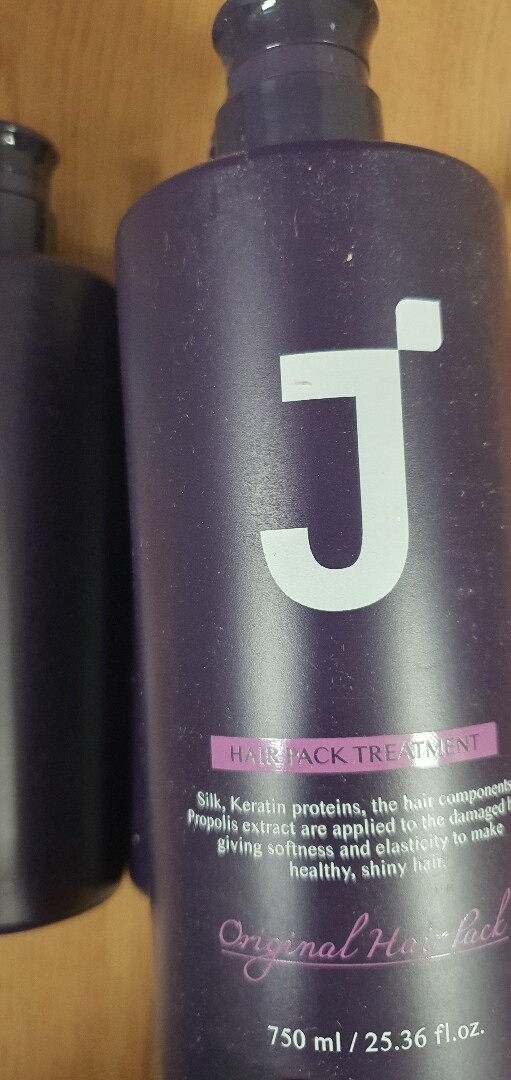 J
HAIR PACK TREATMENT
Silk, Keratin proteins, the hair components,
Propolis extract are applied to the damaged
giving softness and elasticity to make
healthy, shiny hair.
Original Hair Pack
750 ml / 25.36 fl.oz.